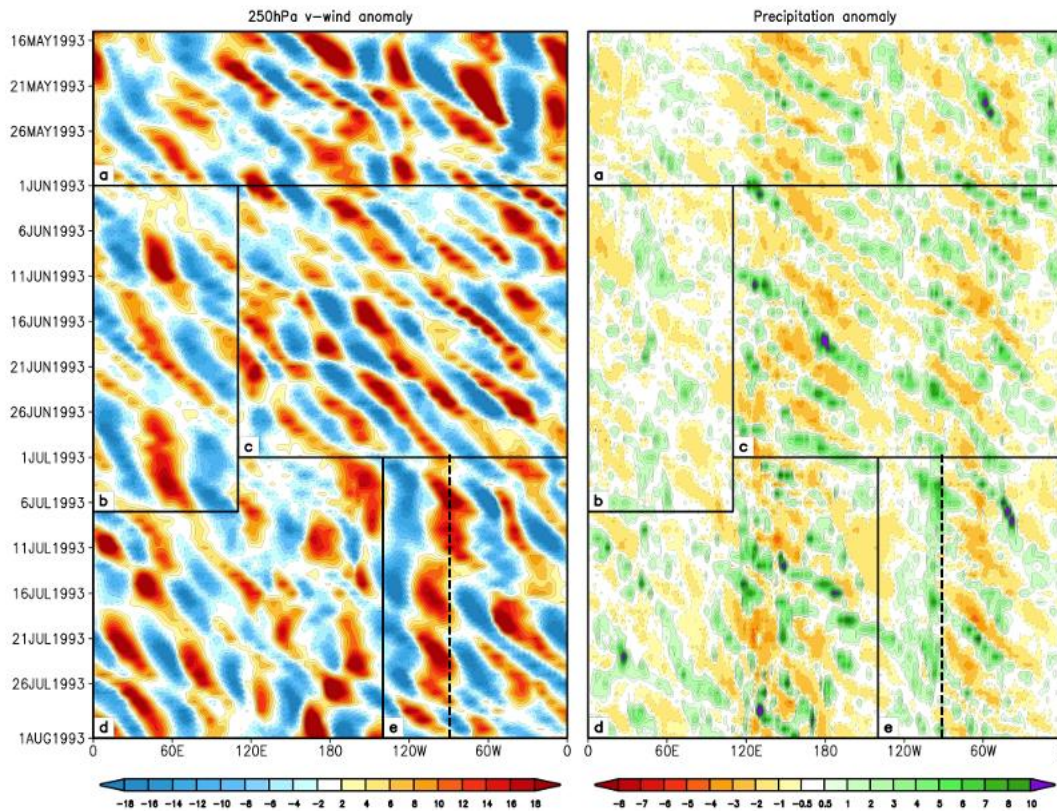 250hPa v-wind anomaly
Precipitation anomaly
16MAY1993
21MAY1993
26MAY1993
1JUN1993
6JUN1993
11JUN1993
16JUN1993
21JUN1993
26JUN1993
1JUL1993
6JUL1993
11JUL1993
16JUL1993
21JUL1993
26JUL1993
1AUG1993
a
b
c
d
e
a
b
c
d
e
0 60E 120E 180 120W 60W 0
0 60E 120E 180 120W 60W
-18 -16 -14 -12 -10 -8 -6 -4 -2 2 4 6 8 10 12 14 16 18
-8 -7 -6 -5 -4 -3 -1 -0.5 0.5 1 2 3 4 5 6 8 10